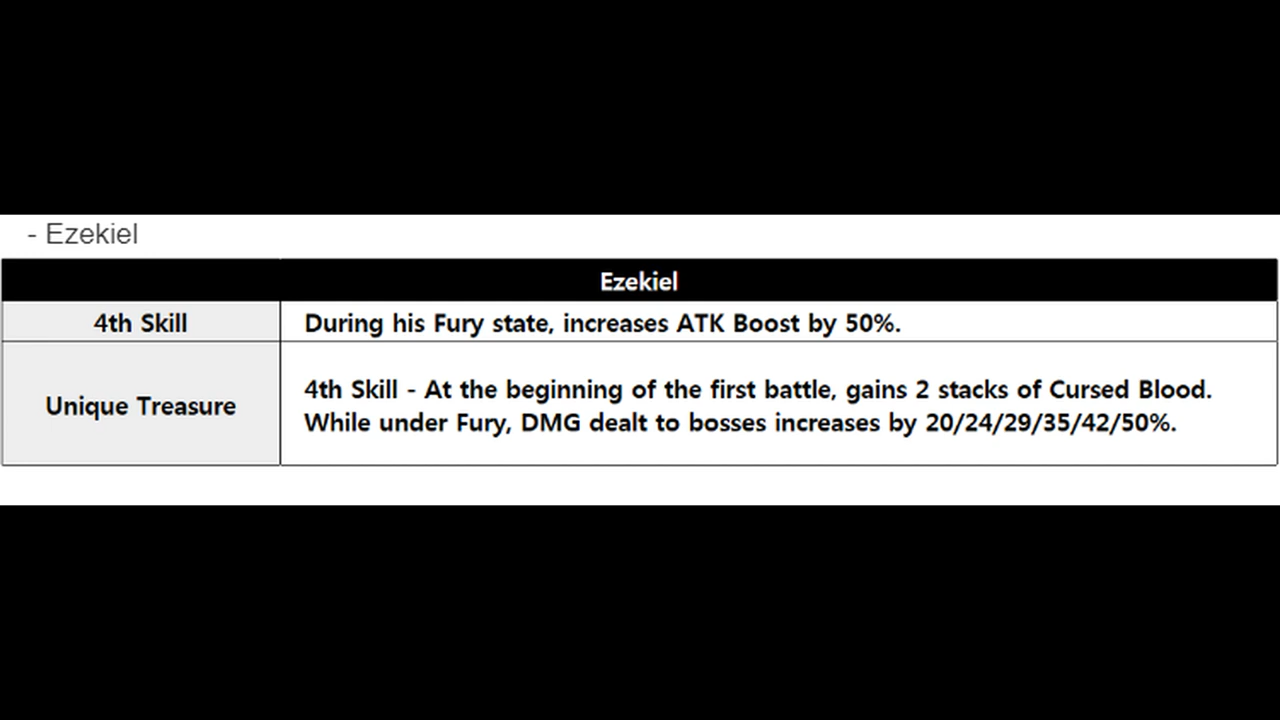 - Ezekiel
Ezekiel
4th Skill
During his Fury state, increases ATK Boost by 50%.
Unique Treasure
4th Skill - At the beginning of the first battle, gains 2 stacks of Cursed Blood.
While under Fury, DMG dealt to bosses increases by 20/24/29/35/42/50%.